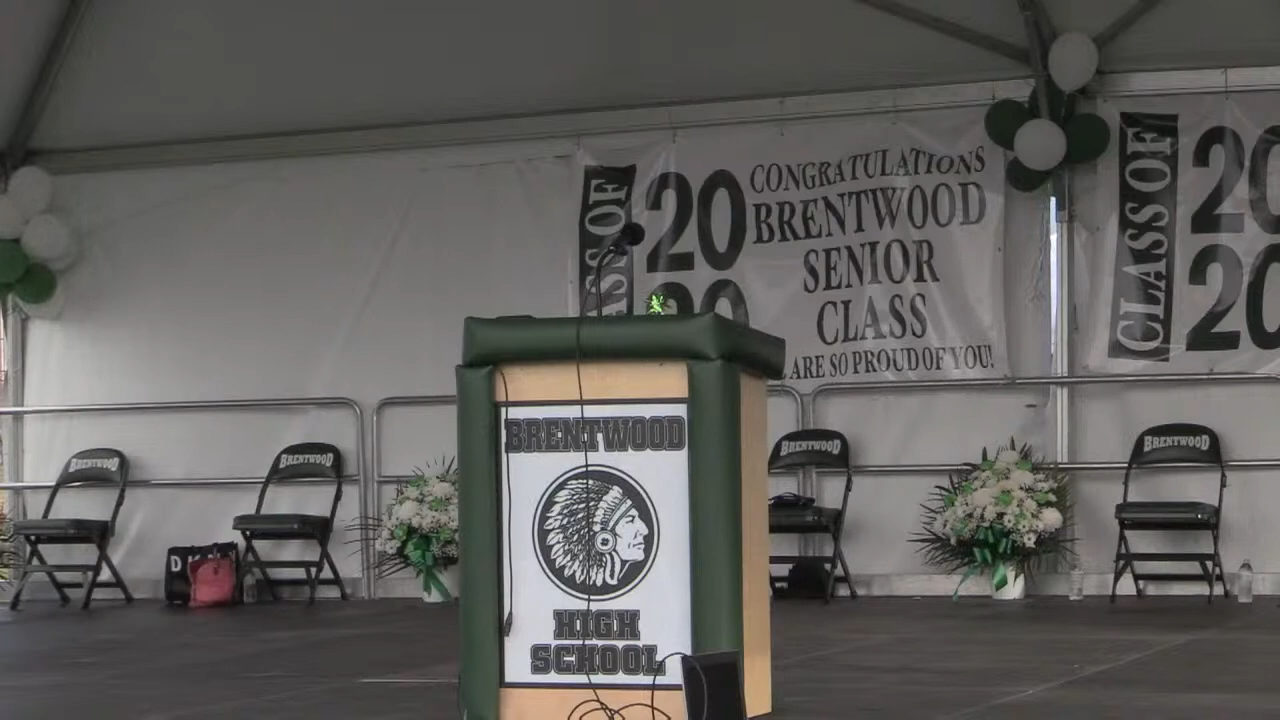 CLASS OF
20
20
CONGRATULATIONS
BRENTWOOD
SENIOR
CLASS
ARE SO PROUD OF YOU!
CLASS OF
20
20
BRENTWOOD
BRENTWOOD
BRENTWOOD
BRENTWOOD
BRENTWOOD
HIGH
SCHOOL